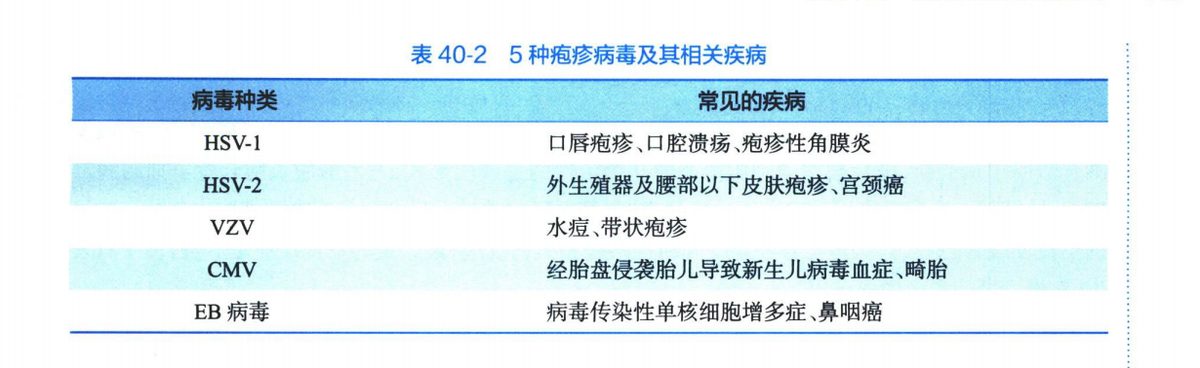 表 40-2 5 种疱疹病毒及其相关疾病
病毒种类 常见的疾病
HSV-1 口唇疱疹、口腔溃疡、疱疹性角膜炎
HSV-2 外生殖器及腰部以下皮肤疱疹、宫颈癌
VZV 水痘、带状疱疹
CMV 经胎盘侵袭胎儿导致新生儿病毒血症、畸胎
EB 病毒 病毒传染性单核细胞增多症、鼻咽癌